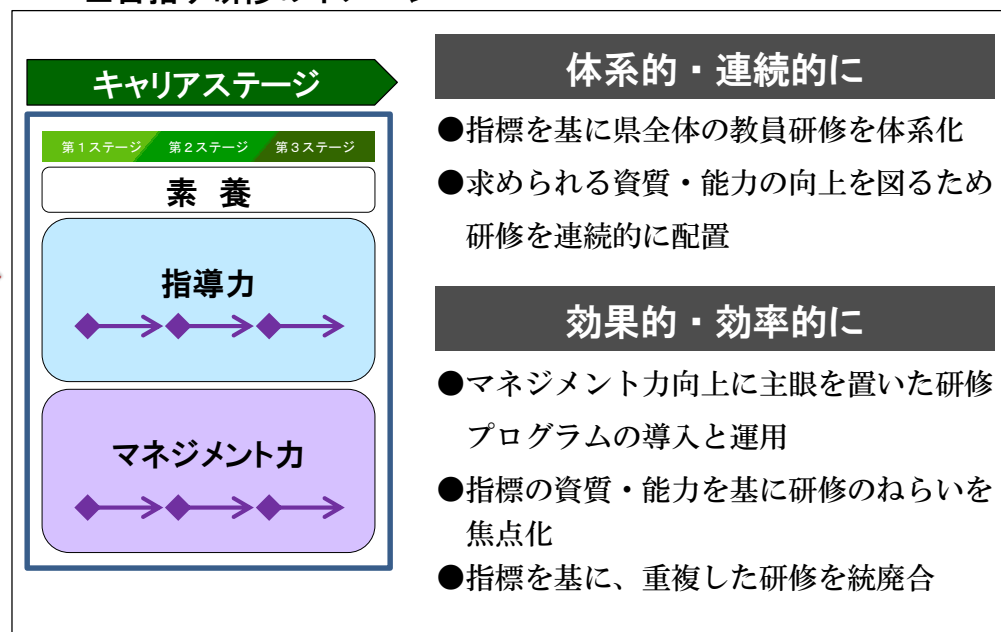 キャリアステージ
第1ステージ 第2ステージ 第3ステージ
素 養
指導力
マネジメント力
体系的・連続的に
●指標を基に県全体の教員研修を体系化
●求められる資質・能力の向上を図るため
研修を連続的に配置
効果的・効率的に
●マネジメント力向上に主眼を置いた研修
プログラムの導入と運用
●指標の資質・能力を基に研修のねらいを
焦点化
●指標を基に、重複した研修を統廃合